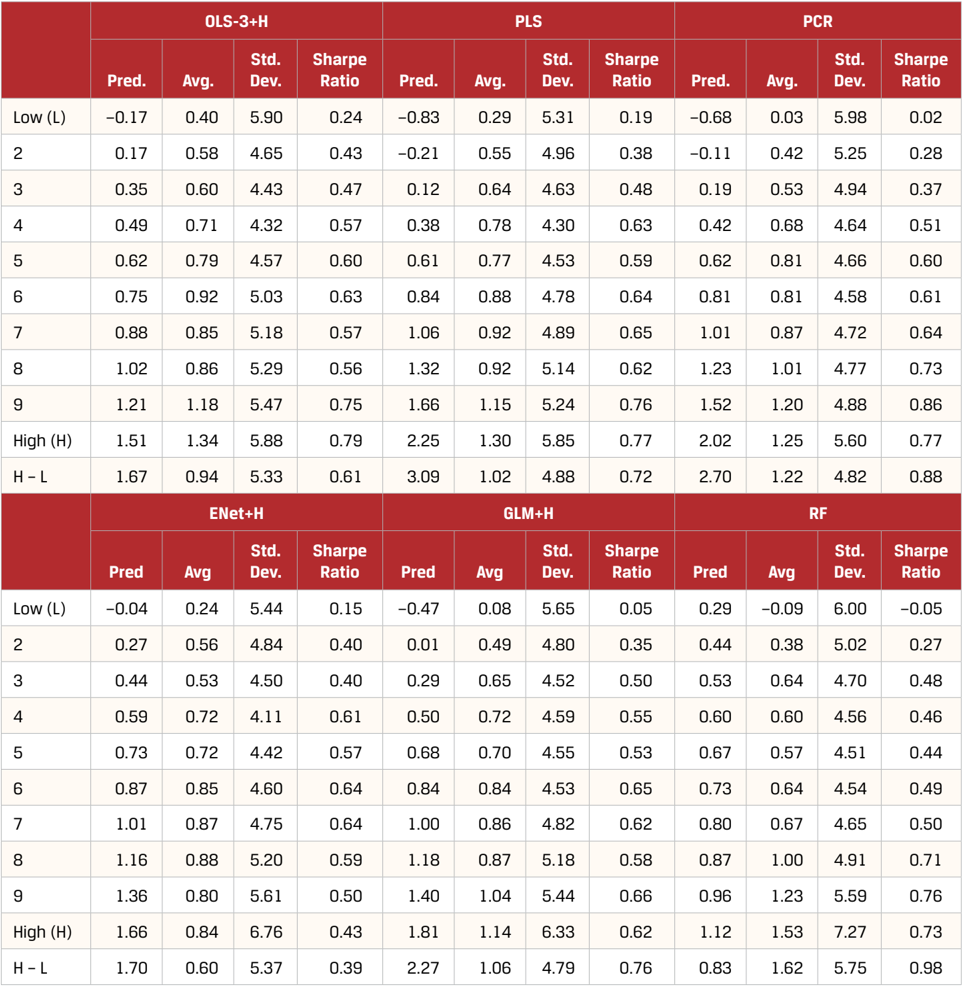 OLS-3+H PLS PCR
Pred. Avg. Std. Dev. Sharpe Ratio Pred. Avg. Std. Dev. Sharpe Ratio Pred. Avg. Std. Dev. Sharpe Ratio
Low (L) −0.17 0.40 5.90 0.24 −0.83 0.29 5.31 0.19 −0.68 0.03 5.98 0.02
2 0.17 0.58 4.65 0.43 −0.21 0.55 4.96 0.38 −0.11 0.42 5.25 0.28
3 0.35 0.60 4.43 0.47 0.12 0.64 4.63 0.48 0.19 0.53 4.94 0.37
4 0.49 0.71 4.32 0.57 0.38 0.78 4.30 0.63 0.42 0.68 4.64 0.51
5 0.62 0.79 4.57 0.60 0.61 0.77 4.53 0.59 0.62 0.81 4.66 0.60
6 0.75 0.92 5.03 0.63 0.84 0.88 4.78 0.64 0.81 0.81 4.58 0.61
7 0.88 0.85 5.18 0.57 1.06 0.92 4.89 0.65 1.01 0.87 4.72 0.64
8 1.02 0.86 5.29 0.56 1.32 0.92 5.14 0.62 1.23 1.01 4.77 0.73
9 1.21 1.18 5.47 0.75 1.66 1.15 5.24 0.76 1.52 1.20 4.88 0.86
High (H) 1.51 1.34 5.88 0.79 2.25 1.30 5.85 0.77 2.02 1.25 5.60 0.77
H – L 1.67 0.94 5.33 0.61 3.09 1.02 4.88 0.72 2.70 1.22 4.82 0.88
ENet+H GLM+H RF
Pred Avg Std. Dev. Sharpe Ratio Pred Avg Std. Dev. Sharpe Ratio Pred Avg Std. Dev. Sharpe Ratio
Low (L) −0.04 0.24 5.44 0.15 −0.47 0.08 5.65 0.05 0.29 −0.09 6.00 −0.05
2 0.27 0.56 4.84 0.40 0.01 0.49 4.80 0.35 0.44 0.38 5.02 0.27
3 0.44 0.53 4.50 0.40 0.29 0.65 4.52 0.50 0.53 0.64 4.70 0.48
4 0.59 0.72 4.11 0.61 0.50 0.72 4.59 0.55 0.60 0.60 4.56 0.46
5 0.73 0.72 4.42 0.57 0.68 0.70 4.55 0.53 0.67 0.57 4.51 0.44
6 0.87 0.85 4.60 0.64 0.84 0.84 4.53 0.65 0.73 0.64 4.54 0.49
7 1.01 0.87 4.75 0.64 1.00 0.86 4.82 0.62 0.80 0.67 4.65 0.50
8 1.16 0.88 5.20 0.59 1.18 0.87 5.18 0.58 0.87 1.00 4.91 0.71
9 1.36 0.80 5.61 0.50 1.40 1.04 5.44 0.66 0.96 1.23 5.59 0.76
High (H) 1.66 0.84 6.76 0.43 1.81 1.14 6.33 0.62 1.12 1.53 7.27 0.73
H – L 1.70 0.60 5.37 0.39 2.27 1.06 4.79 0.76 0.83 1.62 5.75 0.98